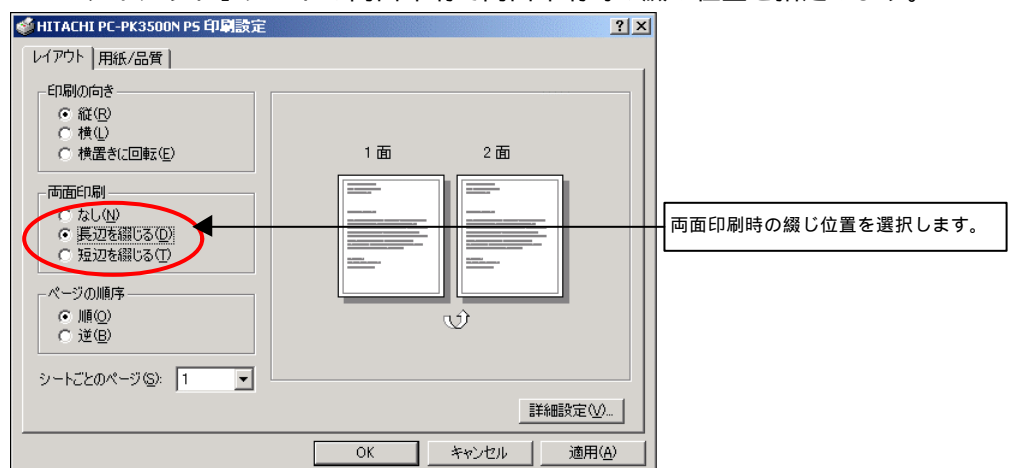 HITACHI PC-PK3500N PS 印刷設定
レイアウト 用紙/品質
印刷の向き
縦(R)
横(L)
横置きに回転(E)
両面印刷
なし(N)
長辺を綴じる(D)
短辺を綴じる(T)
ページの順序
順(O)
逆(B)
シートごとのページ(S): 1
1 面 2 面
詳細設定(V)...
OK キャンセル 適用(A)
両面印刷時の綴じ位置を選択します。